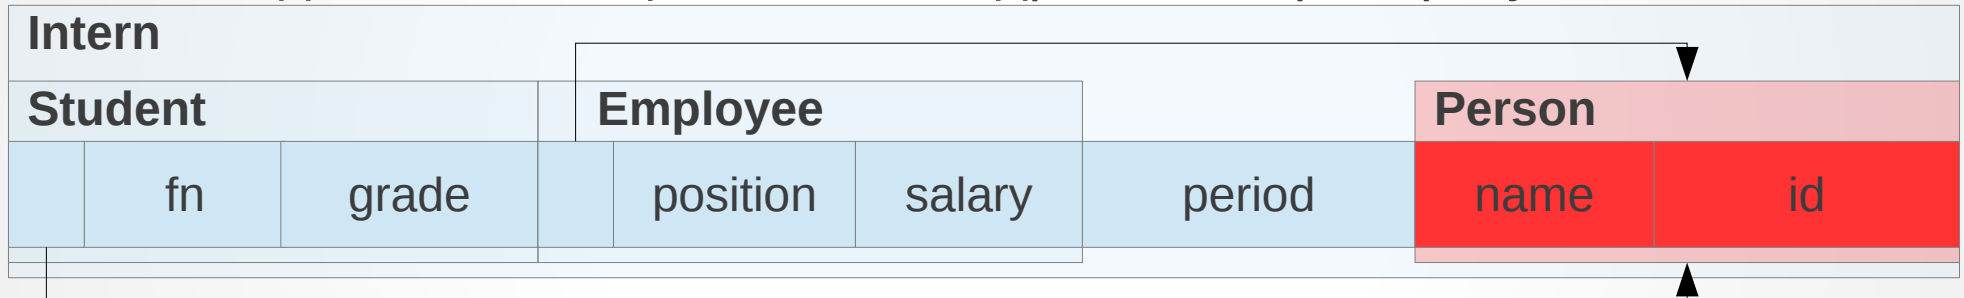 Intern
Student Employee Person
fn grade position salary period name id